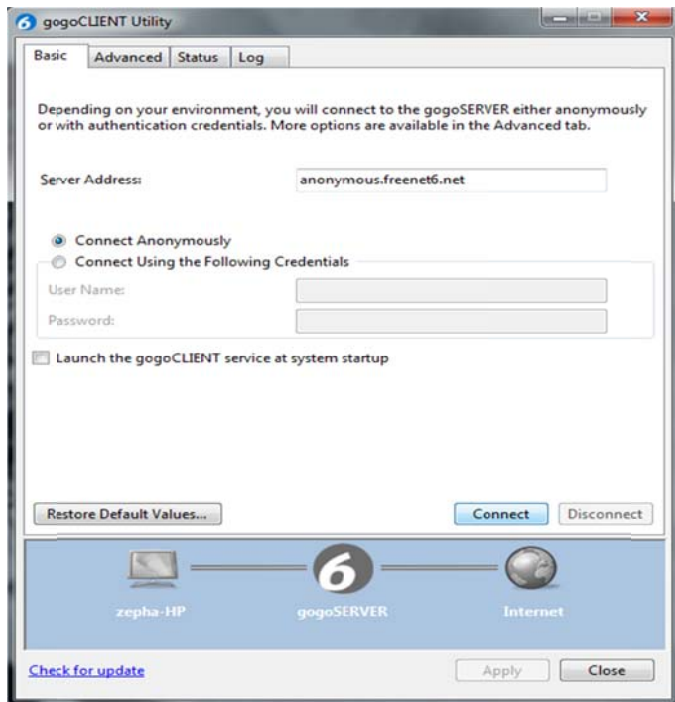 gogoCLIENT Utility
Basic Advanced Status Log
Depending on your environment, you will connect to the gogoSERVER either anonymously
or with authentication credentials. More options are available in the Advanced tab.
Server Address: anonymous.freenet6.net
Connect Anonymously
Connect Using the Following Credentials
User Name:
Password:
Launch the gogoCLIENT service at system startup
Restore Default Values... Connect Disconnect
6
zepha-HP gogoSERVER Internet
Check for update Apply Close